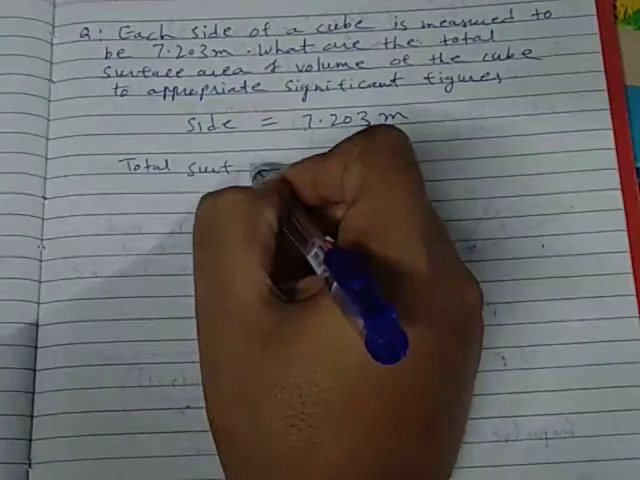 Q: Each side of a cube is measured to
be 7.203m. What are the total
surface area & volume of the cube
to appropriate significant figures
side = 7.203 m
Total surf